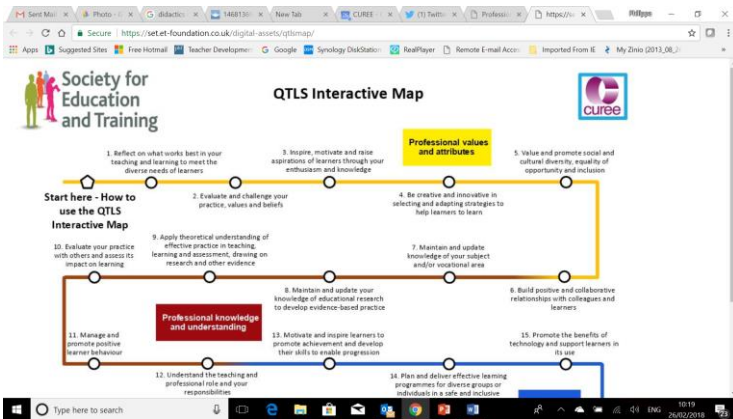 Sent Mail
Photo -
didactics
1468136
New Tab
CUREE -
(1) Twitte
Professio
https://se
Philippe
Secure | https://set.et-foundation.co.uk/digital-assets/qtlsmap/
Apps Suggested Sites Free Hotmail Teacher Developmen Google Synology DiskStation RealPlayer Remote E-mail Acces Imported From IE My Zinio (2013_08_
Society for
Education
and Training
QTLS Interactive Map
curee
Professional values
and attributes
1. Reflect on what works best in your
teaching and learning to meet the
diverse needs of learners
3. Inspire, motivate and raise
aspirations of learners through your
enthusiasm and knowledge
5. Value and promote social and
cultural diversity, equality of
opportunity and inclusion
Start here - How to
use the QTLS
Interactive Map
2. Evaluate and challenge your
practice, values and beliefs
4. Be creative and innovative in
selecting and adapting strategies to
help learners to learn
10. Evaluate your practice
with others and assess its
impact on learning
9. Apply theoretical understanding of
effective practice in teaching,
learning and assessment, drawing on
research and other evidence
7. Maintain and update
knowledge of your subject
and/or vocational area
8. Maintain and update your
knowledge of educational research
to develop evidence-based practice
6. Build positive and collaborative
relationships with colleagues and
learners
Professional knowledge
and understanding
11. Manage and
promote positive
learner behaviour
13. Motivate and inspire learners to
promote achievement and develop
their skills to enable progression
15. Promote the benefits of
technology and support learners in
its use
12. Understand the teaching and
professional role and your
responsibilities
14. Plan and deliver effective learning
programmes for diverse groups or
individuals in a safe and inclusive
Type here to search
ENG
10:19
26/02/2018